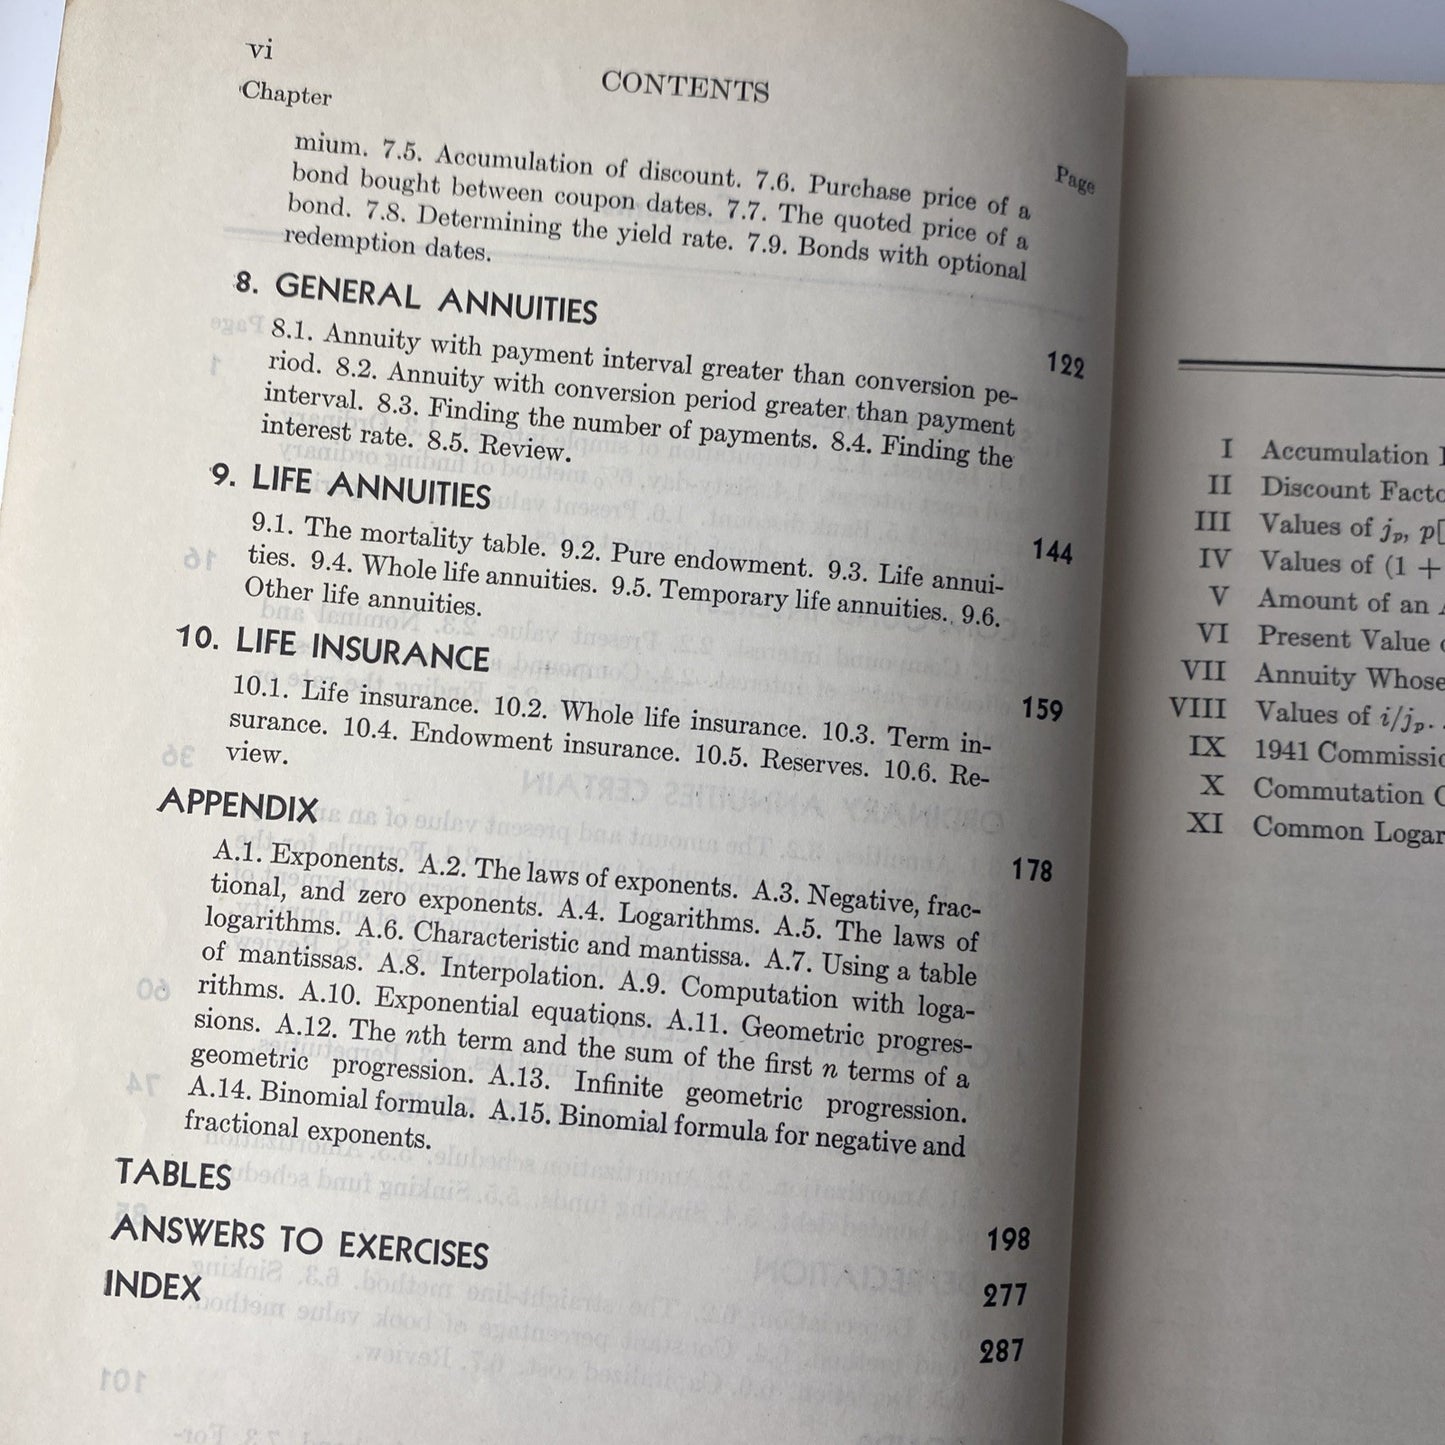 vi
CONTENTS
Chapter
Page
mium. 7.5. Accumulation of discount. 7.6. Purchase price of a
bond bought between coupon dates. 7.7. The quoted price of a
bond. 7.8. Determining the yield rate. 7.9. Bonds with optional
redemption dates.
8. GENERAL ANNUITIES 122
8.1. Annuity with payment interval greater than conversion pe-
riod. 8.2. Annuity with conversion period greater than payment
interval. 8.3. Finding the number of payments. 8.4. Finding the
interest rate. 8.5. Review.
9. LIFE ANNUITIES 144
9.1. The mortality table. 9.2. Pure endowment. 9.3. Life annui-
ties. 9.4. Whole life annuities. 9.5. Temporary life annuities. 9.6.
Other life annuities.
10. LIFE INSURANCE 159
10.1. Life insurance. 10.2. Whole life insurance. 10.3. Term in-
surance. 10.4. Endowment insurance. 10.5. Reserves. 10.6. Re-
view.
APPENDIX 178
A.1. Exponents. A.2. The laws of exponents. A.3. Negative, frac-
tional, and zero exponents. A.4. Logarithms. A.5. The laws of
logarithms. A.6. Characteristic and mantissa. A.7. Using a table
of mantissas. A.8. Interpolation. A.9. Computation with loga-
rithms. A.10. Exponential equations. A.11. Geometric progres-
sions. A.12. The nth term and the sum of the first n terms of a
geometric progression. A.13. Infinite geometric progression.
A.14. Binomial formula. A.15. Binomial formula for negative and
fractional exponents.
TABLES 198
ANSWERS TO EXERCISES 277
INDEX 287
I Accumulation
II Discount
III Values of jₚ, p[
IV Values of (1 +
V Amount of an
VI Present Value
VII Annuity Whose
VIII Values of i/jₚ.
IX 1941
X Commutation
XI Common